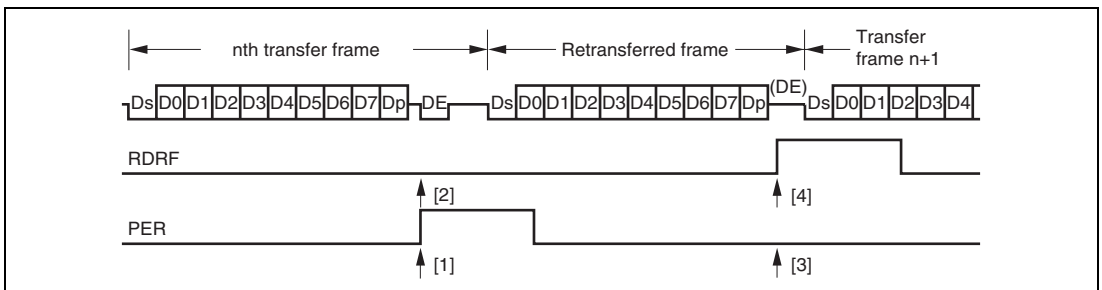 nth transfer frame
Retransferred frame
Transfer
frame n+1
Ds D0 D1 D2 D3 D4 D5 D6 D7 Dp DE Ds D0 D1 D2 D3 D4 D5 D6 D7 Dp (DE) Ds D0 D1 D2 D3 D4
RDRF
[2] [4]
PER
[1] [3]